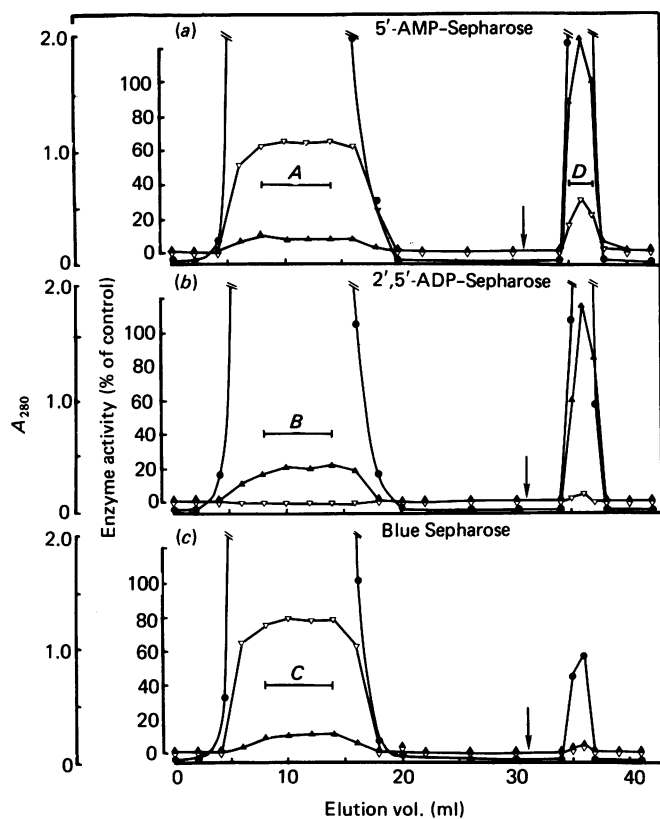 (a) 5′-AMP–Sepharose
2.0
1.0
0
100
80
60
40
20
0
A
D
(b) 2′,5′-ADP–Sepharose
2.0
1.0
0
100
80
60
40
20
0
B
A280
Enzyme activity (% of control)
(c) Blue Sepharose
2.0
1.0
0
100
80
60
40
20
0
C
0 10 20 30 40
Elution vol. (ml)